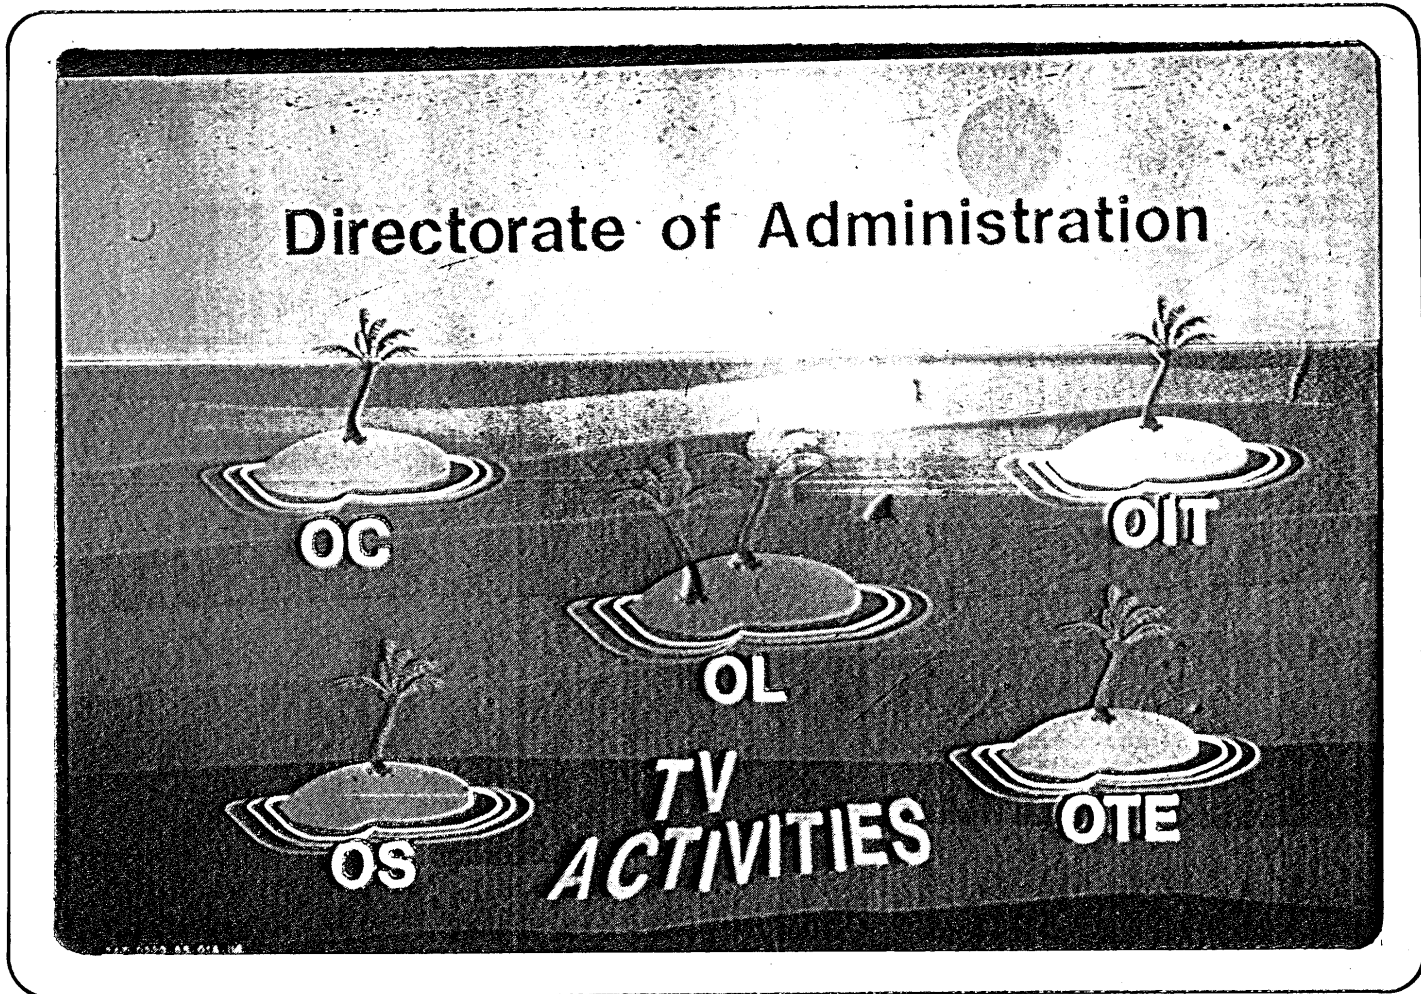 Directorate of Administration
OC
OIT
OL
OS
OTE
TV
ACTIVITIES